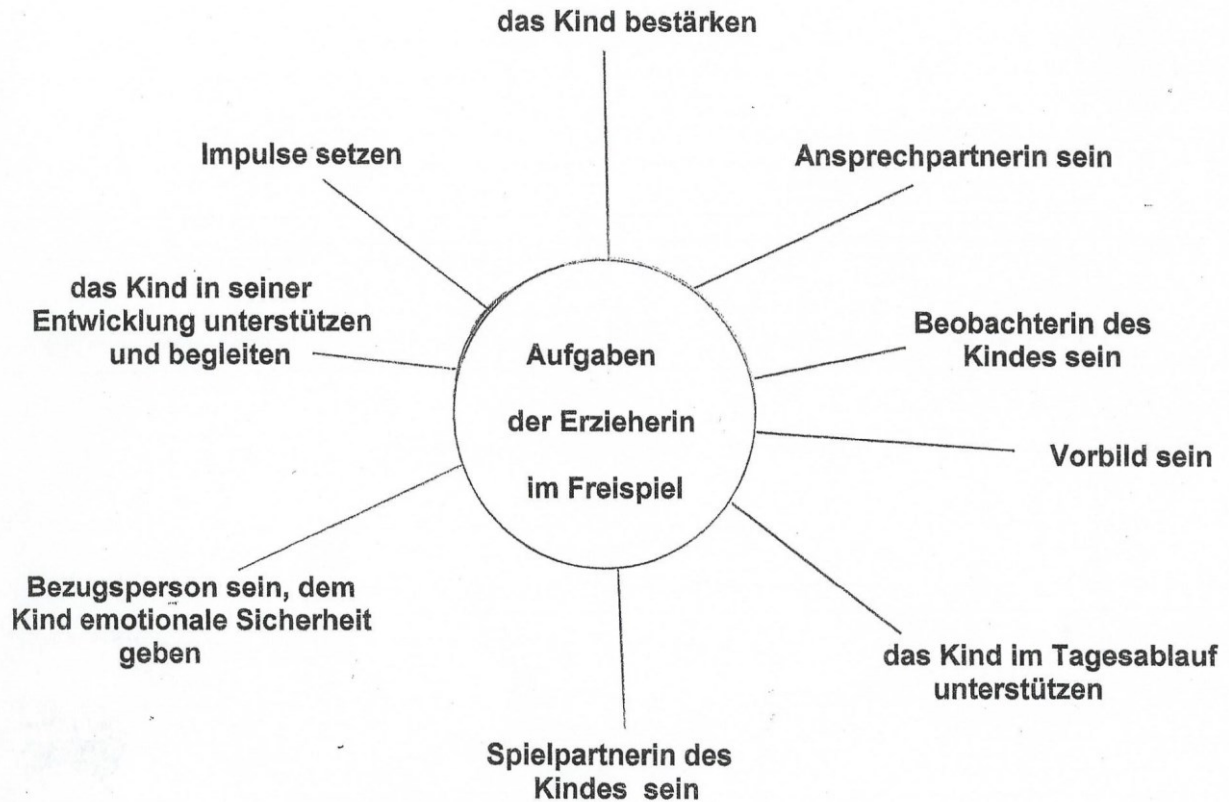 das Kind bestärken
Impulse setzen
Ansprechpartnerin sein
das Kind in seiner
Entwicklung unterstützen
und begleiten
Beobachterin des
Kindes sein
Aufgaben
der Erzieherin
im Freispiel
Vorbild sein
Bezugsperson sein, dem
Kind emotionale Sicherheit
geben
das Kind im Tagesablauf
unterstützen
Spielpartnerin des
Kindes sein